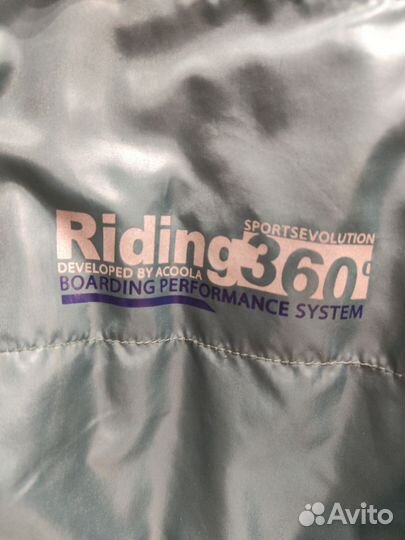 SPORTSEVOLUTION
Riding360°
DEVELOPED BY ACOOLA
BOARDING PERFORMANCE SYSTEM
Avito